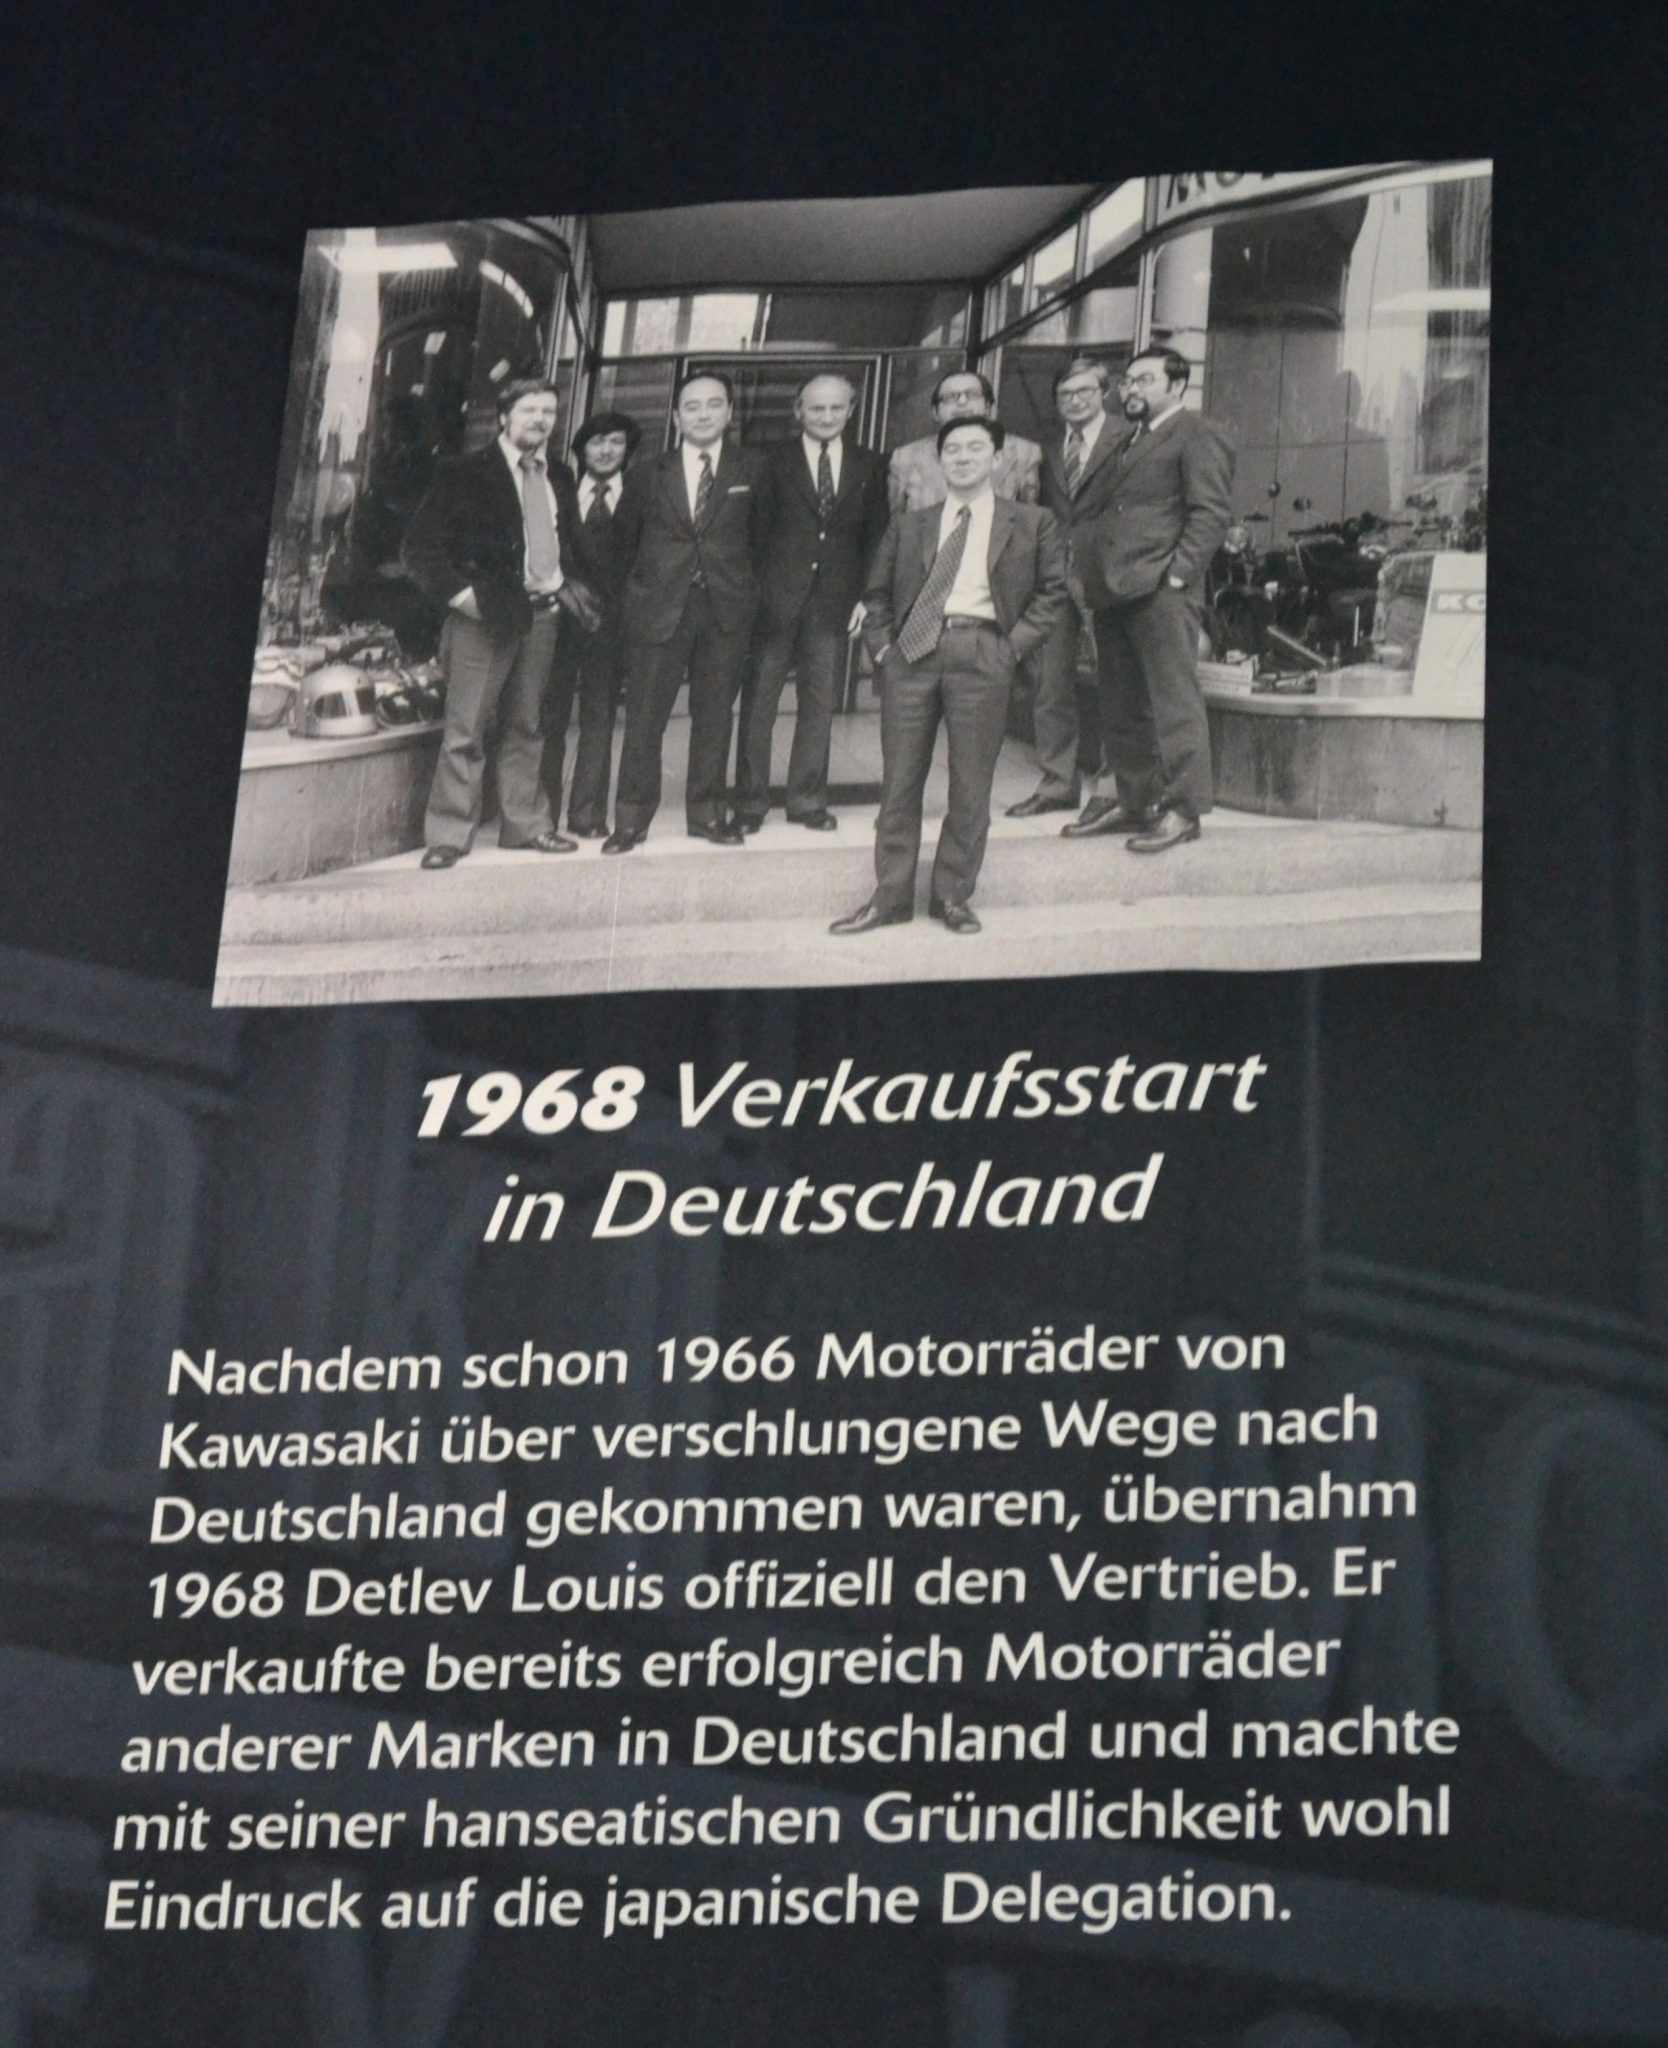 1968 Verkaufsstart
in Deutschland
Nachdem schon 1966 Motorräder von
Kawasaki über verschlungene Wege nach
Deutschland gekommen waren, übernahm
1968 Detlev Louis offiziell den Vertrieb. Er
verkaufte bereits erfolgreich Motorräder
anderer Marken in Deutschland und machte
mit seiner hanseatischen Gründlichkeit wohl
Eindruck auf die japanische Delegation.